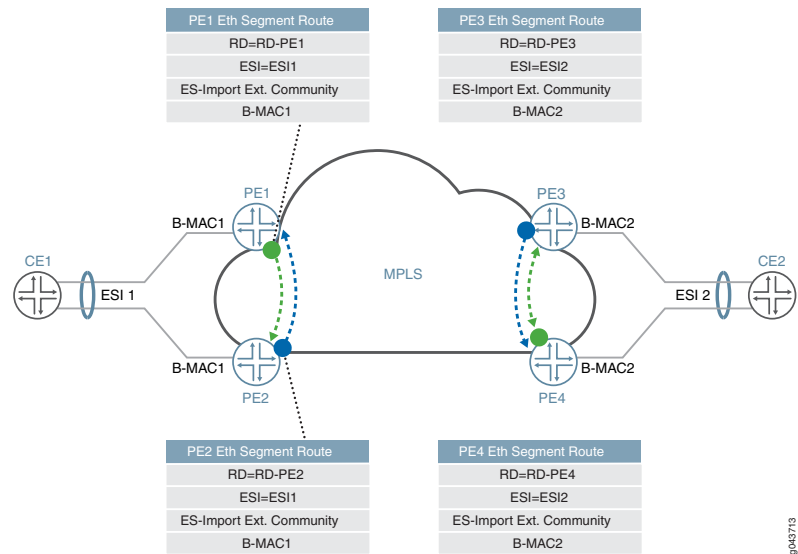 PE1 Eth Segment Route
RD=RD-PE1
ESI=ESI1
ES-Import Ext. Community
B-MAC1
PE3 Eth Segment Route
RD=RD-PE3
ESI=ESI2
ES-Import Ext. Community
B-MAC2
PE1
PE3
B-MAC1
B-MAC2
CE1
MPLS
CE2
ESI 1
ESI 2
B-MAC1
B-MAC2
PE2
PE4
PE2 Eth Segment Route
RD=RD-PE2
ESI=ESI1
ES-Import Ext. Community
B-MAC1
PE4 Eth Segment Route
RD=RD-PE4
ESI=ESI2
ES-Import Ext. Community
B-MAC2
g043713